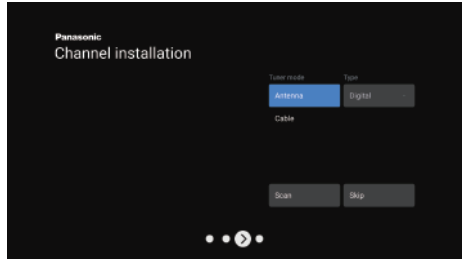 Panasonic
Channel installation
Tuner mode
Type
Antenna
Digital
Cable
Scan
Skip